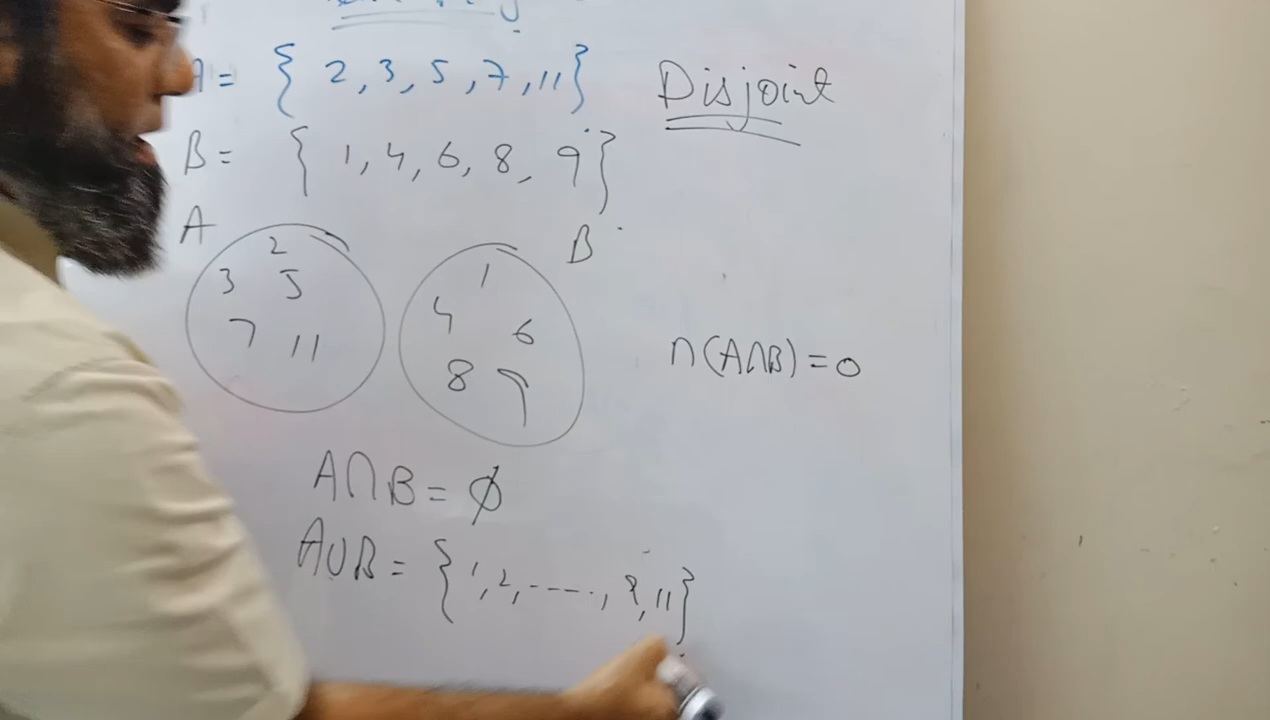 A = { 2, 3, 5, 7, 11}
Disjoint
B = { 1, 4, 6, 8, 9}
A
B
2
3 5
7 11
1
4 6
8 9
n(A∩B) = 0
A∩B = ∅
A∪B = { 1, 2, -----, 9, 11}